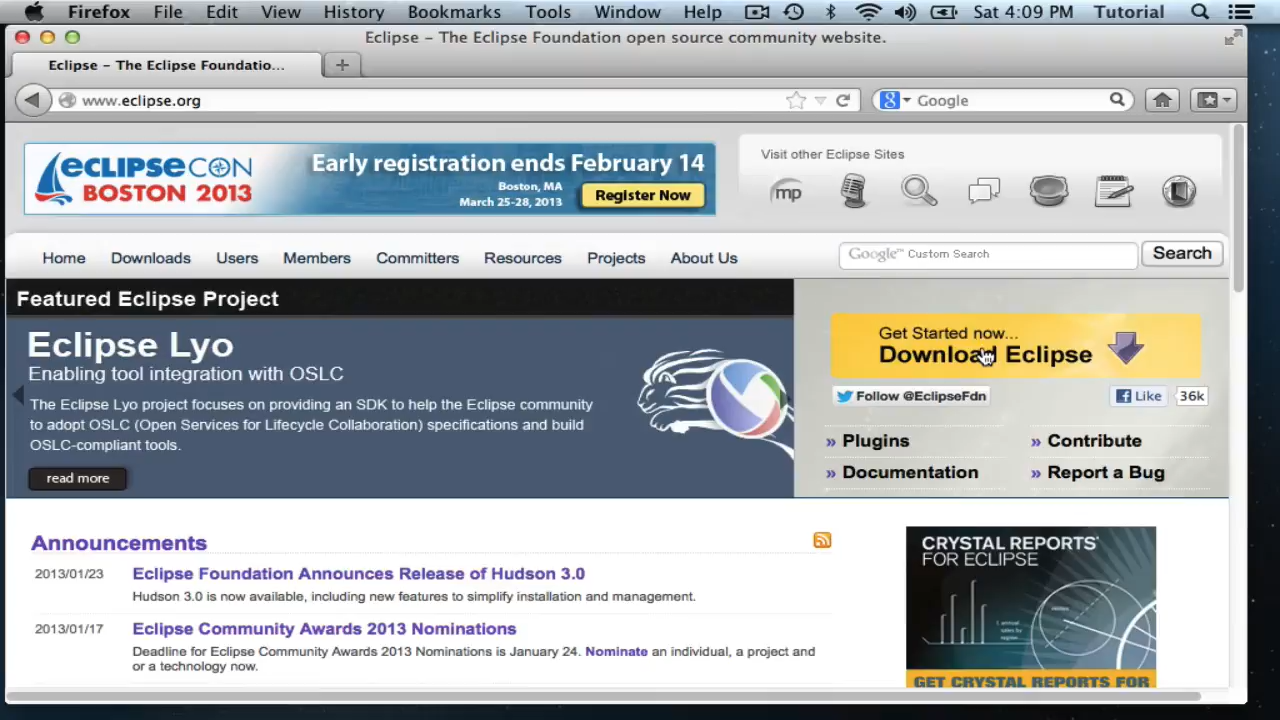 Firefox File Edit View History Bookmarks Tools Window Help Sat 4:09 PM Tutorial
Eclipse – The Eclipse Foundation open source community website.
Eclipse – The Eclipse Foundatio...
www.eclipse.org
Google
eclipsecon
BOSTON 2013
Early registration ends February 14
Boston, MA
March 25-28, 2013
Register Now
Visit other Eclipse Sites
mp
Home Downloads Users Members Committers Resources Projects About Us
Google™ Custom Search
Search
Featured Eclipse Project
Eclipse Lyo
Enabling tool integration with OSLC
The Eclipse Lyo project focuses on providing an SDK to help the Eclipse community
to adopt OSLC (Open Services for Lifecycle Collaboration) specifications and build
OSLC-compliant tools.
read more
Get Started now...
Download Eclipse
Follow @EclipseFdn
Like 36k
» Plugins
» Contribute
» Documentation
» Report a Bug
Announcements
2013/01/23 Eclipse Foundation Announces Release of Hudson 3.0
Hudson 3.0 is now available, including new features to simplify installation and management.
2013/01/17 Eclipse Community Awards 2013 Nominations
Deadline for Eclipse Community Awards 2013 Nominations is January 24. Nominate an individual, a project and
or a technology now.
CRYSTAL REPORTS®
FOR ECLIPSE
GET CRYSTAL REPORTS FOR